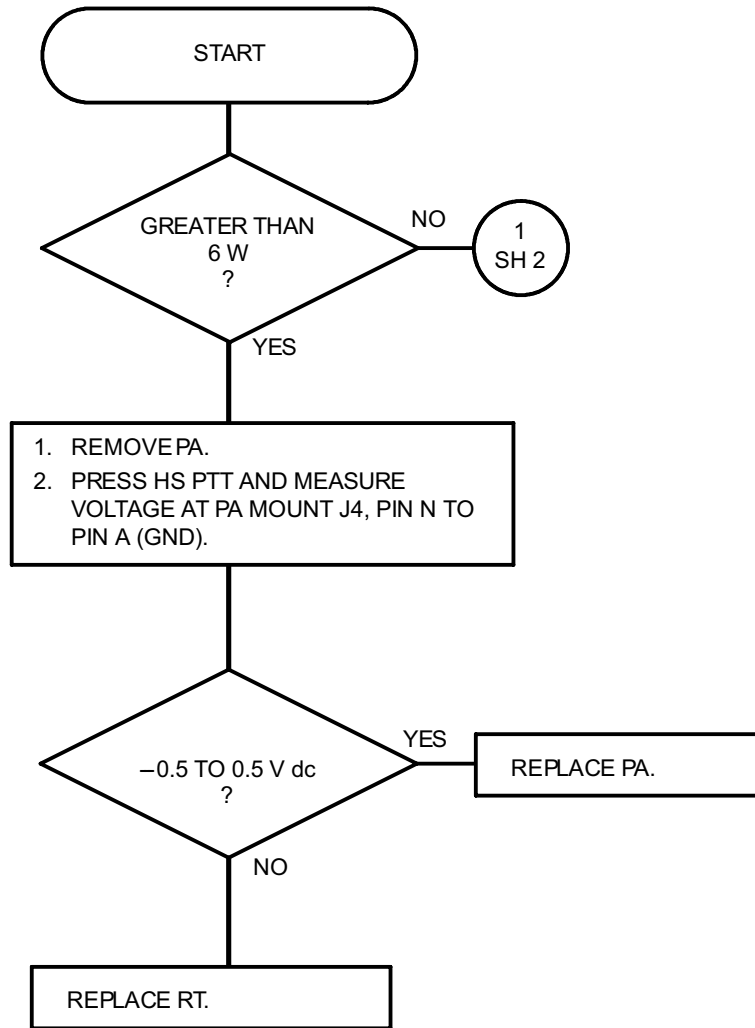 START
GREATER THAN
6 W
?
NO
1
SH 2
YES
1. REMOVE PA.
2. PRESS HS PTT AND MEASURE
VOLTAGE AT PA MOUNT J4, PIN N TO
PIN A (GND).
–0.5 TO 0.5 V dc
?
YES
REPLACE PA.
NO
REPLACE RT.